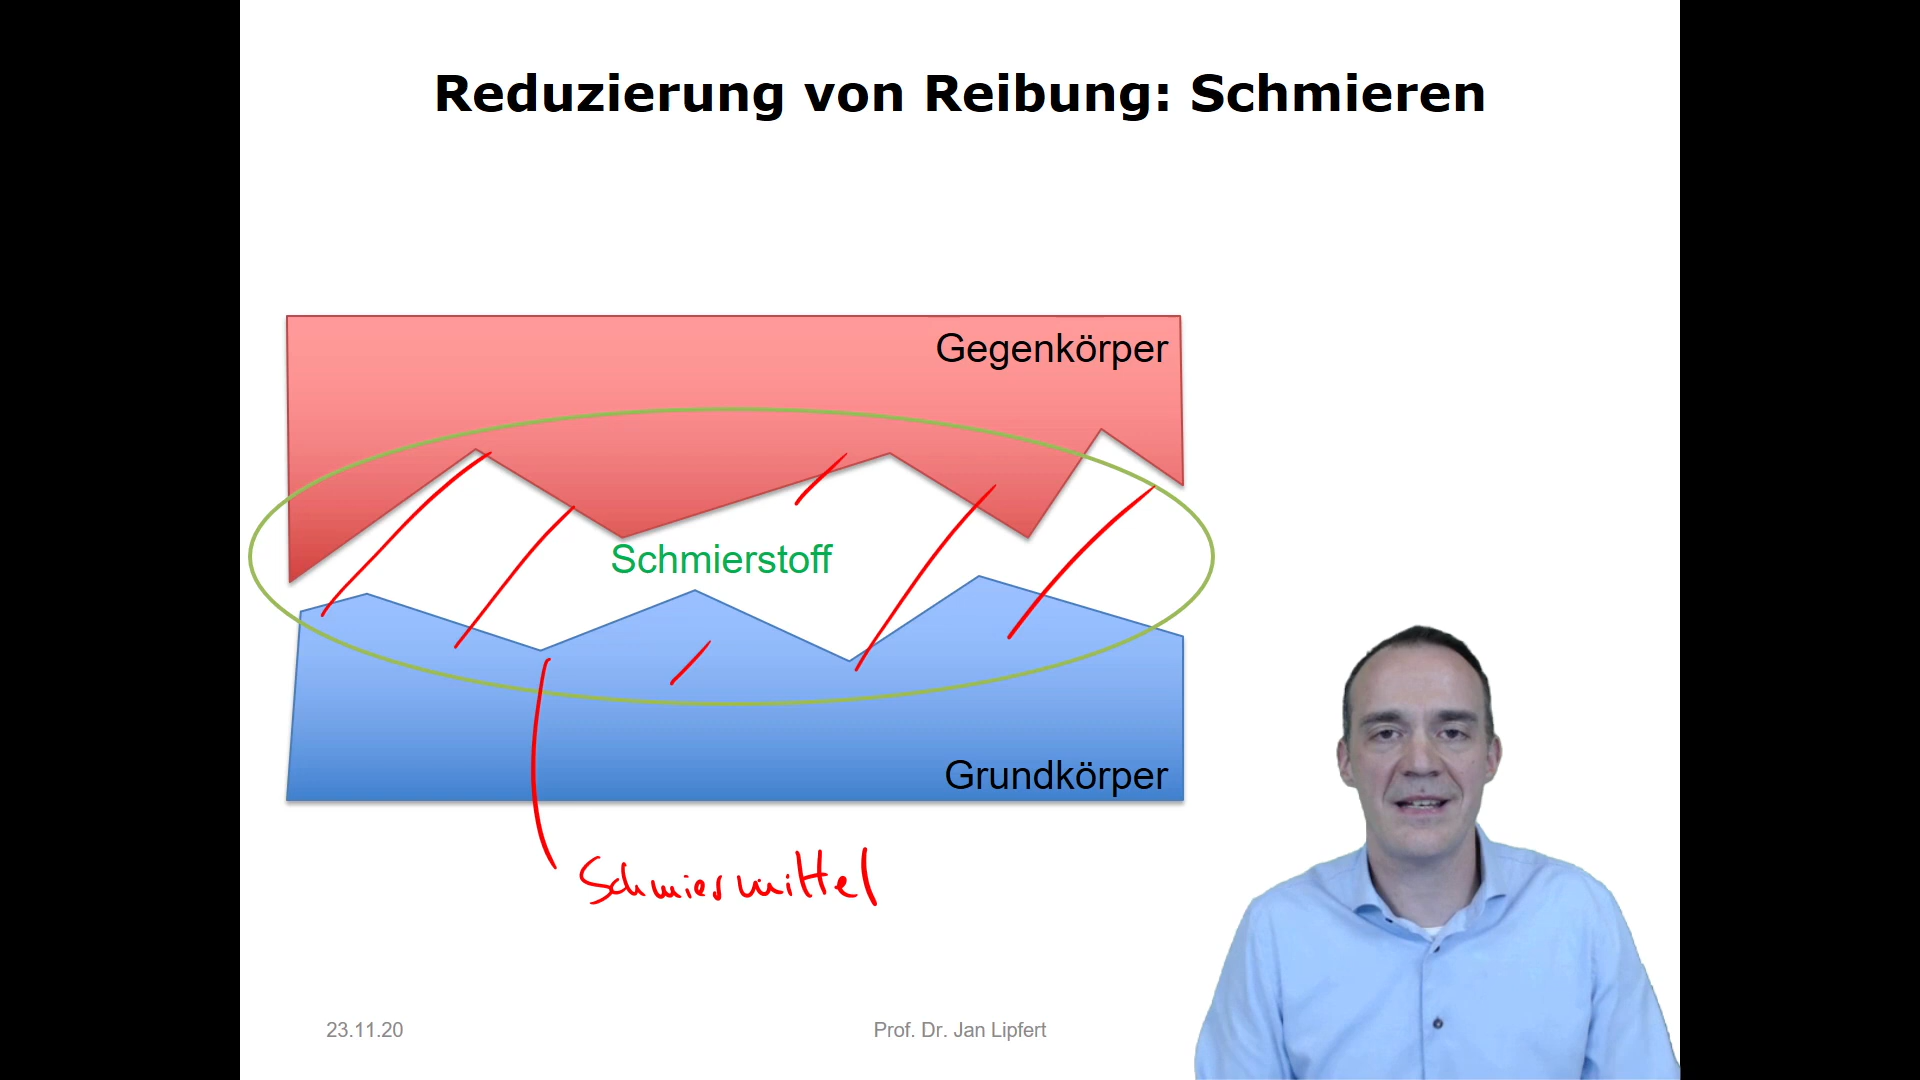 Reduzierung von Reibung: Schmieren
Gegenkörper
Schmierstoff
Grundkörper
Schmiermittel
23.11.20
Prof. Dr. Jan Lipfert